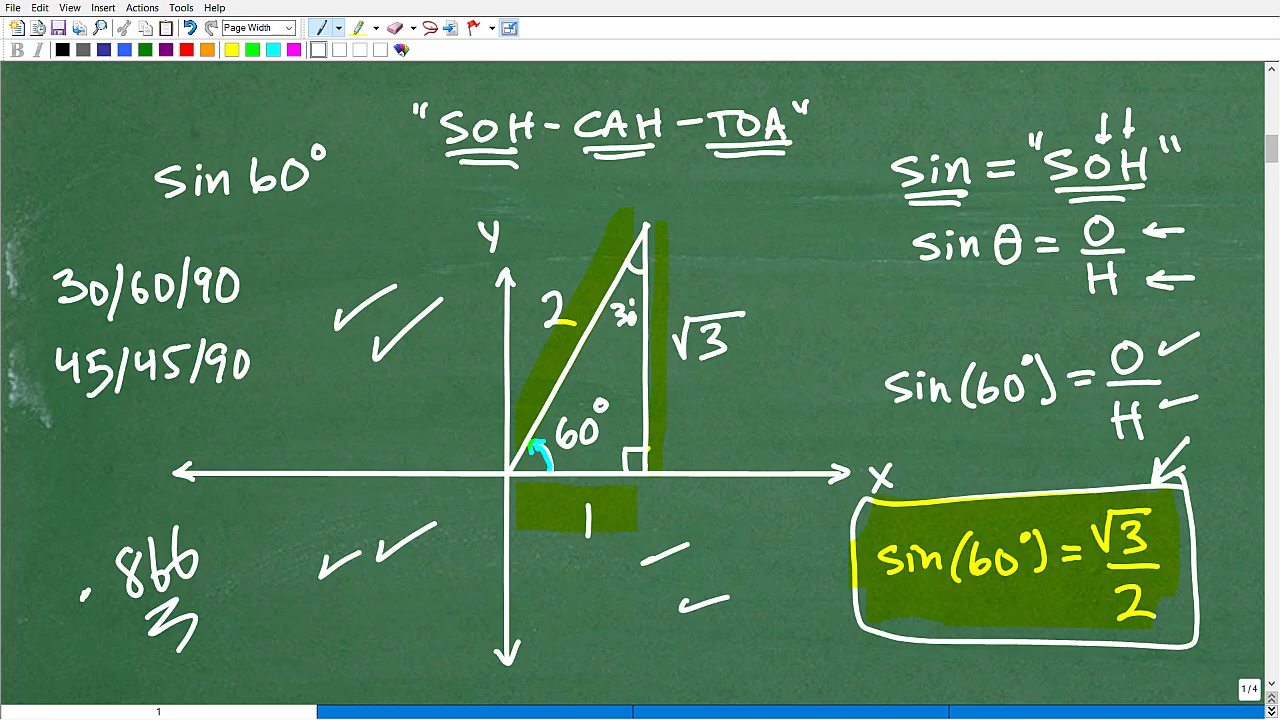 File Edit View Insert Actions Tools Help
Page Width
B I
"SOH-CAH-TOA"
sin 60°
30/60/90
45/45/90
.866
Y
2
30°
√3
60°
X
1
sin = "SOH"
sin θ = O/H
sin(60°) = O/H
sin(60°) = √3/2
1/4
1